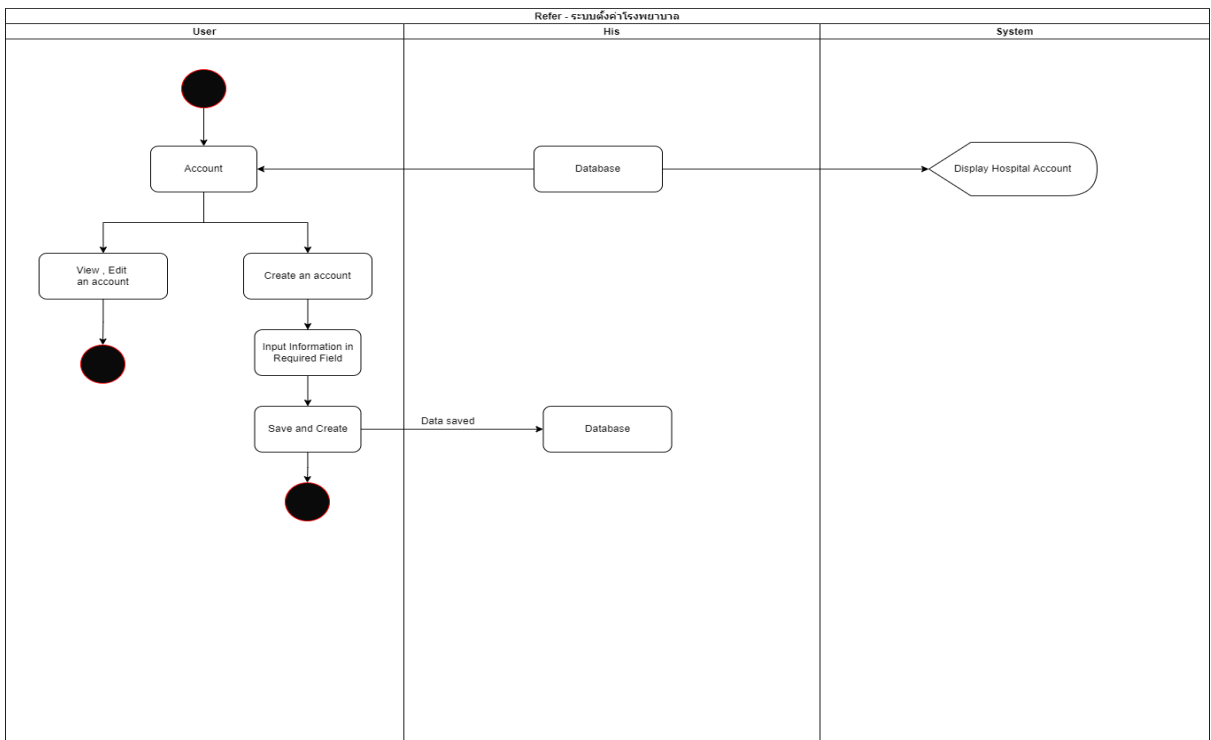 Refer - ระบบตั้งค่าโรงพยาบาล
User
His
System
Account
Database
Display Hospital Account
View , Edit
an account
Create an account
Input Information in
Required Field
Save and Create
Data saved
Database